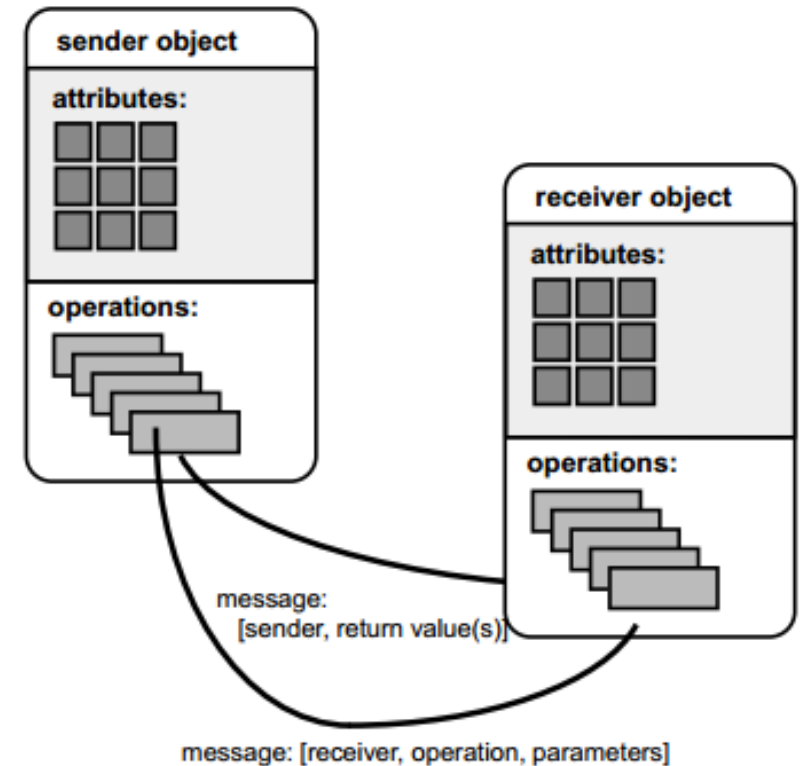 sender object
attributes:
operations:
receiver object
attributes:
operations:
message:
[sender, return value(s)]
message: [receiver, operation, parameters]